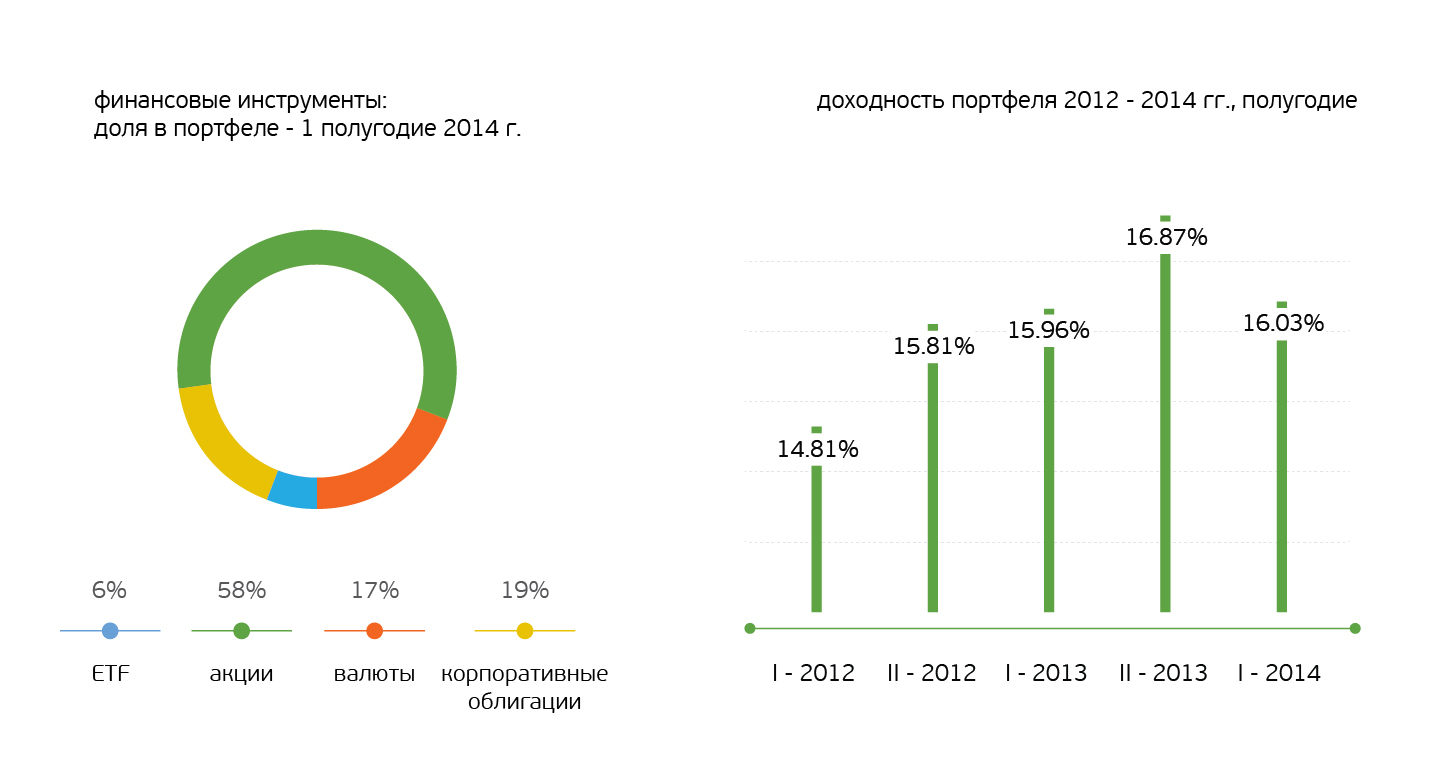 финансовые инструменты:
доля в портфеле - 1 полугодие 2014 г.
6%
58%
17%
19%
ETF
акции
валюты
корпоративные
облигации
доходность портфеля 2012 - 2014 гг., полугодие
14.81%
15.81%
15.96%
16.87%
16.03%
I - 2012
II - 2012
I - 2013
II - 2013
I - 2014